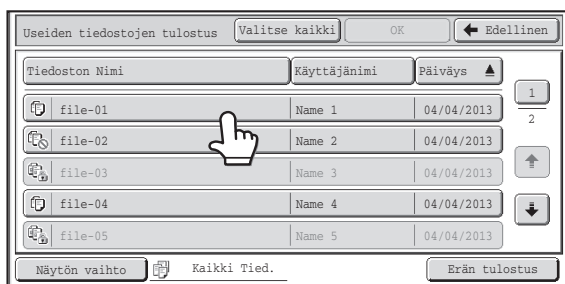 Useiden tiedostojen tulostus Valitse kaikki OK Edellinen
Tiedoston Nimi Käyttäjänimi Päiväys
file-01 Name 1 04/04/2013
file-02 Name 2 04/04/2013
file-03 Name 3 04/04/2013
file-04 Name 4 04/04/2013
file-05 Name 5 04/04/2013
1
2
Näytön vaihto Kaikki Tied. Erän tulostus